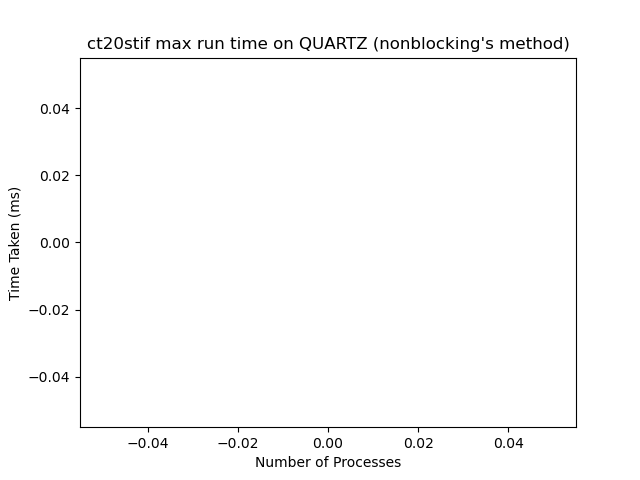 ct20stif max run time on QUARTZ (nonblocking's method)
0.04
0.02
0.00
−0.02
−0.04
Time Taken (ms)
−0.04 −0.02 0.00 0.02 0.04
Number of Processes